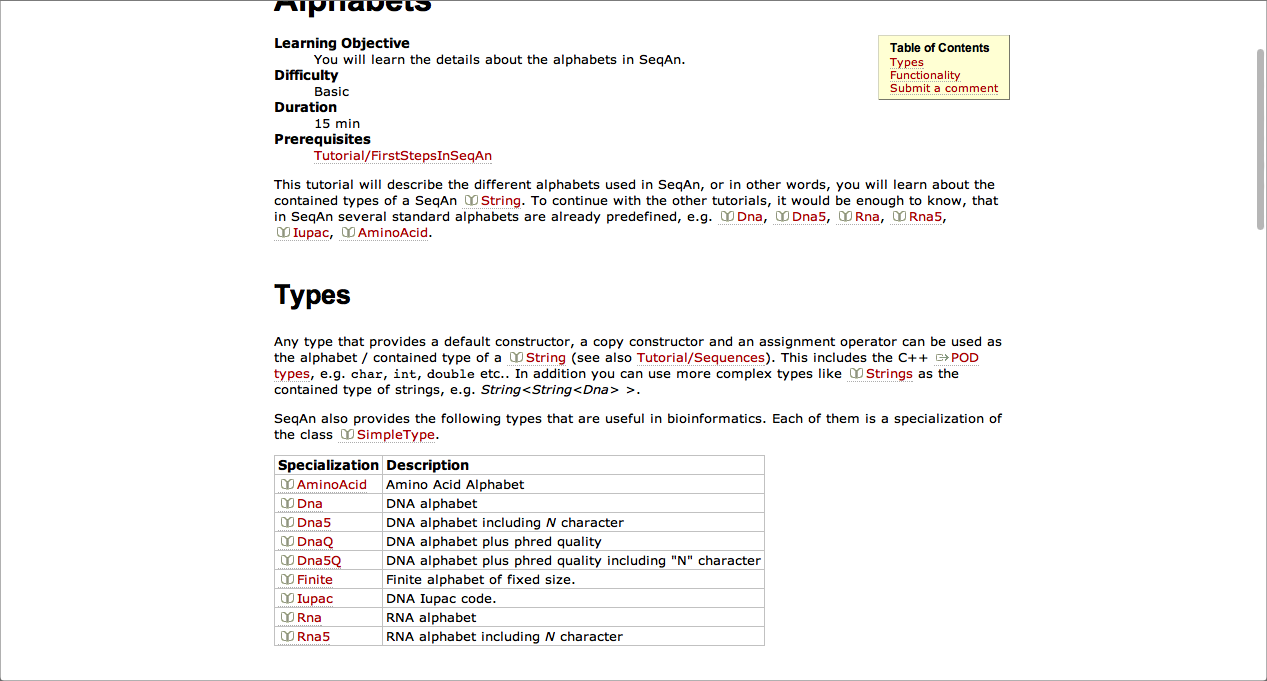 Alphabets
Learning Objective
You will learn the details about the alphabets in SeqAn.
Difficulty
Basic
Duration
15 min
Prerequisites
Tutorial/FirstStepsInSeqAn
Table of Contents
Types
Functionality
Submit a comment
This tutorial will describe the different alphabets used in SeqAn, or in other words, you will learn about the
contained types of a SeqAn String. To continue with the other tutorials, it would be enough to know, that
in SeqAn several standard alphabets are already predefined, e.g. Dna, Dna5, Rna, Rna5,
Iupac, AminoAcid.
Types
Any type that provides a default constructor, a copy constructor and an assignment operator can be used as
the alphabet / contained type of a String (see also Tutorial/Sequences). This includes the C++ POD
types, e.g. char, int, double etc.. In addition you can use more complex types like Strings as the
contained type of strings, e.g. String<String<Dna> >.
SeqAn also provides the following types that are useful in bioinformatics. Each of them is a specialization of
the class SimpleType.
Specialization Description
AminoAcid Amino Acid Alphabet
Dna DNA alphabet
Dna5 DNA alphabet including N character
DnaQ DNA alphabet plus phred quality
Dna5Q DNA alphabet plus phred quality including "N" character
Finite Finite alphabet of fixed size.
Iupac DNA Iupac code.
Rna RNA alphabet
Rna5 RNA alphabet including N character